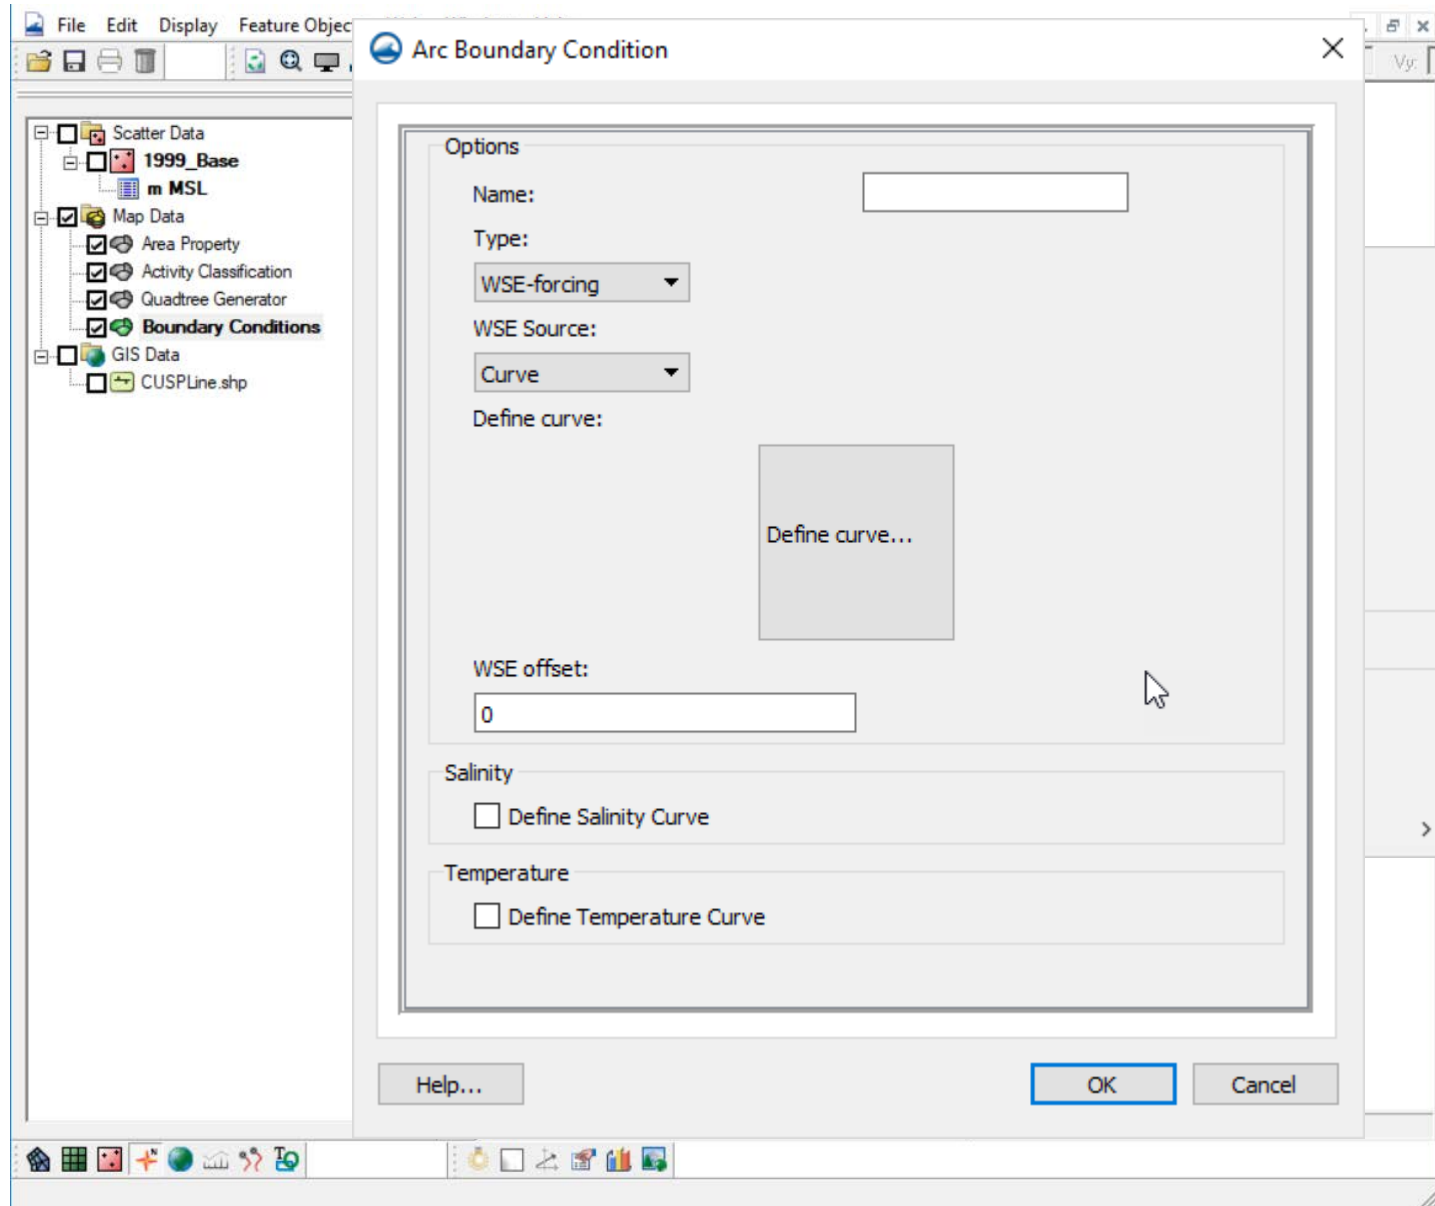 File Edit Display Feature Objec
Arc Boundary Condition
Vy:
Scatter Data
1999_Base
m MSL
Map Data
Area Property
Activity Classification
Quadtree Generator
Boundary Conditions
GIS Data
CUSPLine.shp
Options
Name:
Type:
WSE-forcing
WSE Source:
Curve
Define curve:
Define curve...
WSE offset:
0
Salinity
Define Salinity Curve
Temperature
Define Temperature Curve
Help... OK Cancel